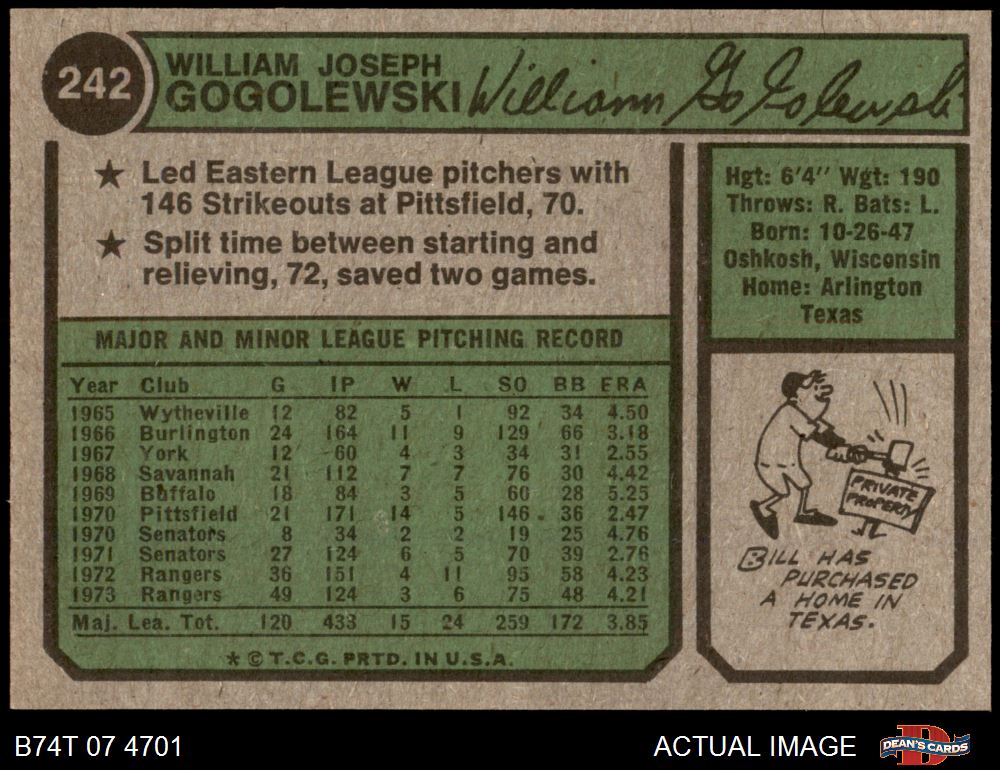 242
WILLIAM JOSEPH
GOGOLEWSKI
William Gogolewski
★ Led Eastern League pitchers with
146 Strikeouts at Pittsfield, 70.
★ Split time between starting and
relieving, 72, saved two games.
Hgt: 6'4" Wgt: 190
Throws: R. Bats: L.
Born: 10-26-47
Oshkosh, Wisconsin
Home: Arlington
Texas
MAJOR AND MINOR LEAGUE PITCHING RECORD
Year Club G IP W L SO BB ERA
1965 Wytheville 12 82 5 1 92 34 4.50
1966 Burlington 24 164 11 9 129 66 3.18
1967 York 12 60 4 3 34 31 2.55
1968 Savannah 21 112 7 7 76 30 4.42
1969 Buffalo 18 84 3 5 60 28 5.25
1970 Pittsfield 21 171 14 5 146 36 2.47
1970 Senators 8 34 2 2 19 25 4.76
1971 Senators 27 124 6 5 70 39 2.76
1972 Rangers 36 151 4 11 95 58 4.23
1973 Rangers 49 124 3 6 75 48 4.21
Maj. Lea. Tot. 120 433 15 24 259 172 3.85
* © T.C.G. PRTD. IN U.S.A.
PRIVATE
PROPERTY
BILL HAS
PURCHASED
A HOME IN
TEXAS.
B74T 07 4701
ACTUAL IMAGE
DEAN'S CARDS